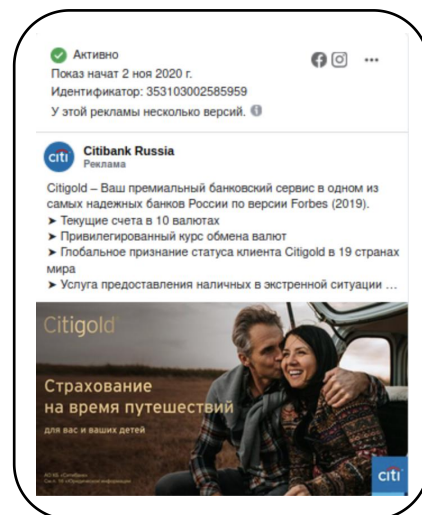 Активно
Показ начат 2 ноя 2020 г.
Идентификатор: 353103002585959
У этой рекламы несколько версий.
citi
Citibank Russia
Реклама
Citigold – Ваш премиальный банковский сервис в одном из
самых надежных банков России по версии Forbes (2019).
➤ Текущие счета в 10 валютах
➤ Привилегированный курс обмена валют
➤ Глобальное признание статуса клиента Citigold в 19 странах
мира
➤ Услуга предоставления наличных в экстренной ситуации ...
Citigold
Страхование
на время путешествий
для вас и ваших детей
АО КБ «Ситибанк»
citi